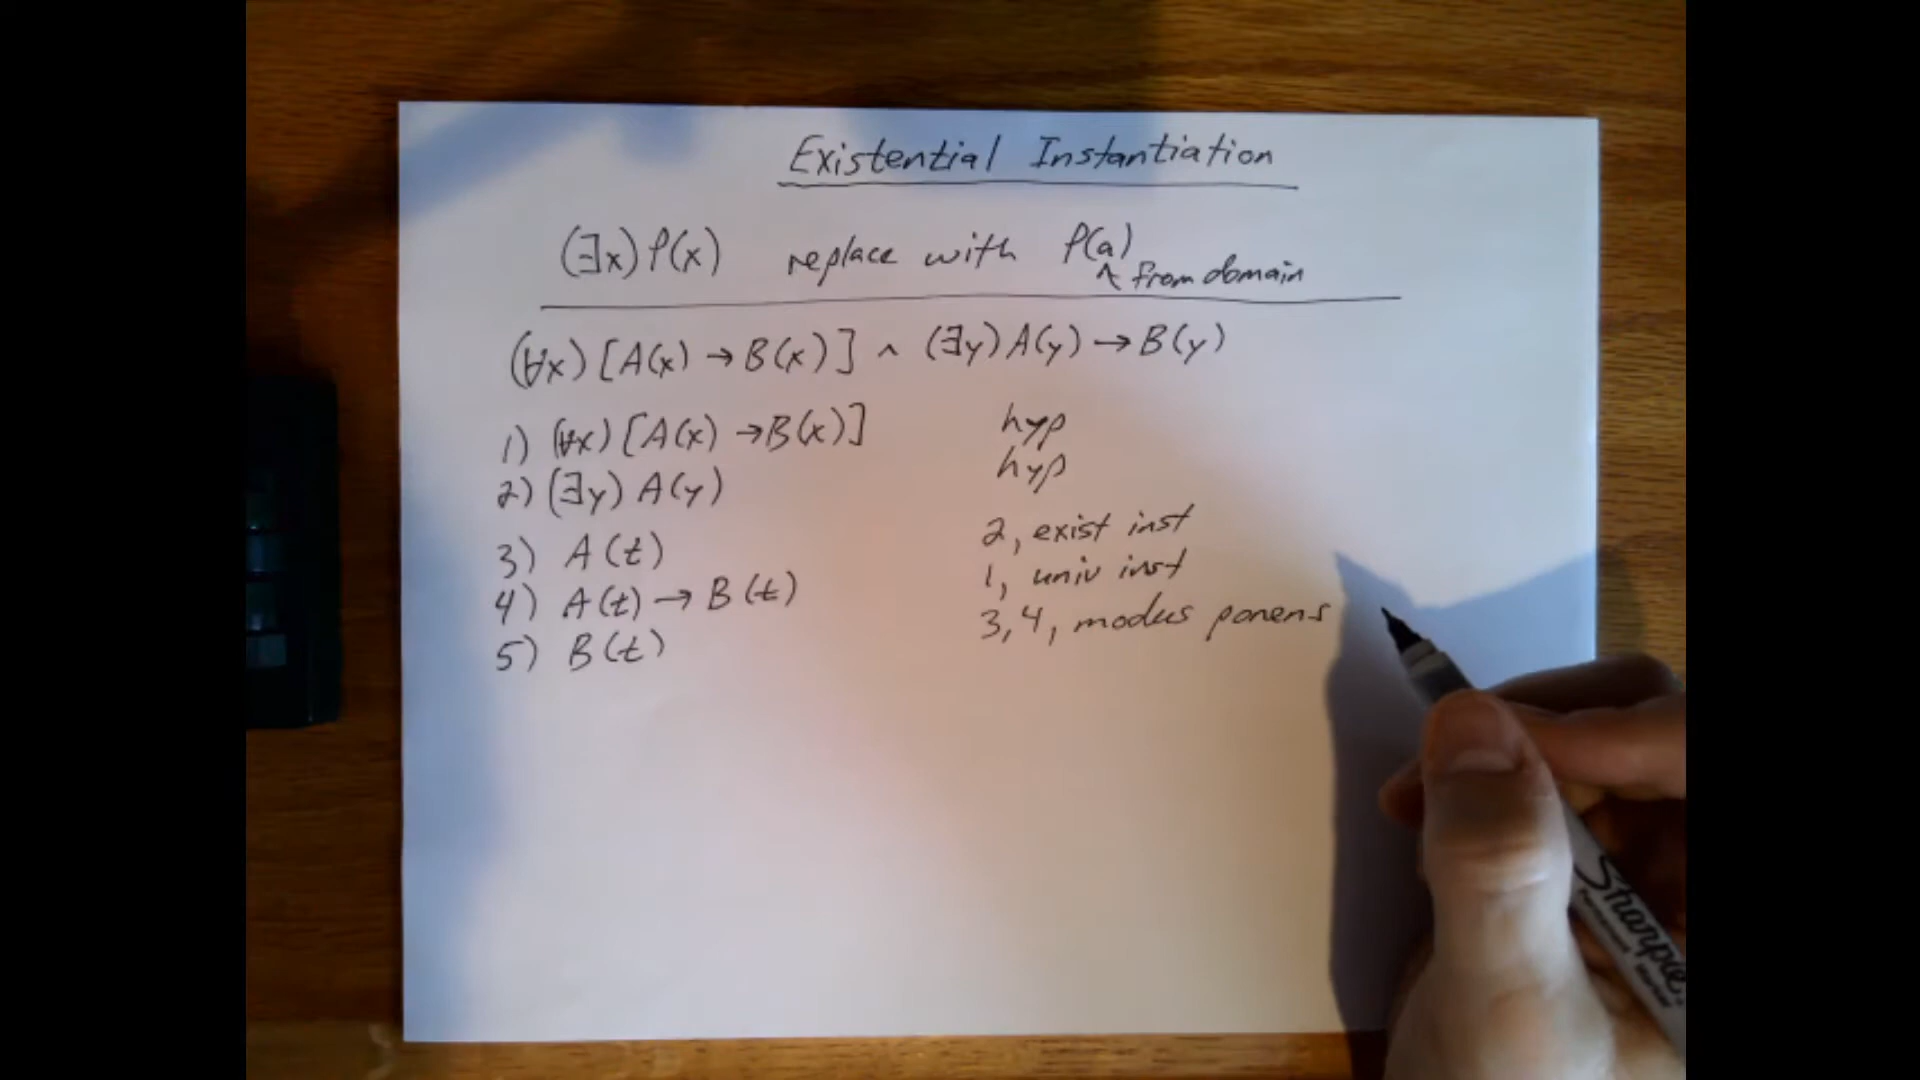 Existential Instantiation
(∃x) P(x) replace with P(a)
↑ from domain
(∀x) [A(x) → B(x)] ∧ (∃y) A(y) → B(y)
1) (∀x) [A(x) → B(x)] hyp
2) (∃y) A(y) hyp
3) A(t) 2, exist inst
4) A(t) → B(t) 1, univ inst
5) B(t) 3, 4, modus ponens
Sharpie